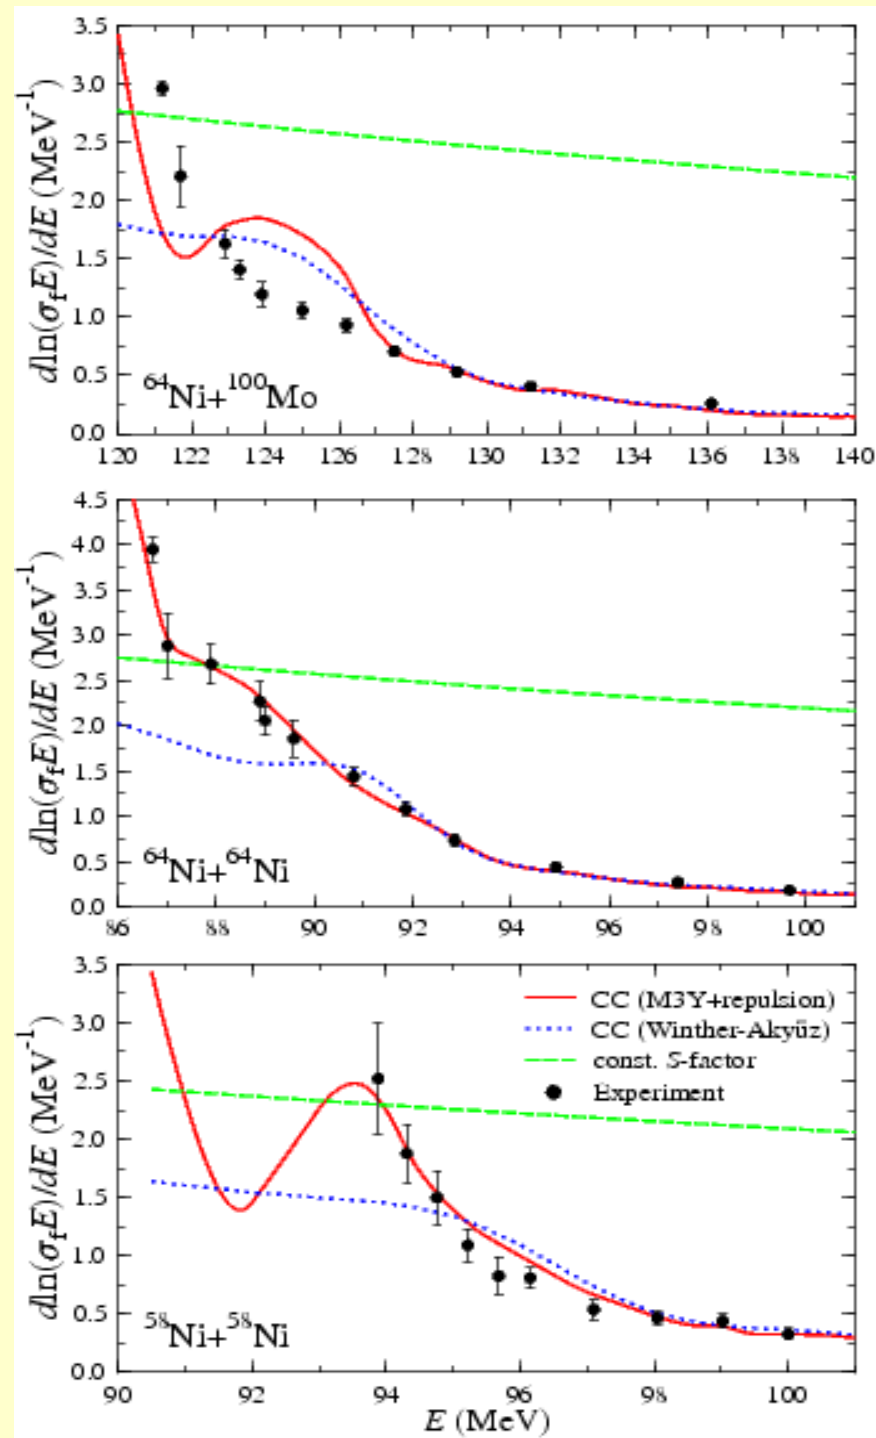 3.5
3.0
2.5
2.0
1.5
1.0
0.5
0.0
dln(σfE)/dE (MeV⁻¹)
⁶⁴Ni+¹⁰⁰Mo
120 122 124 126 128 130 132 134 136 138 140
4.5
4.0
3.5
3.0
2.5
2.0
1.5
1.0
0.5
0.0
dln(σfE)/dE (MeV⁻¹)
⁶⁴Ni+⁶⁴Ni
86 88 90 92 94 96 98 100
3.5
3.0
2.5
2.0
1.5
1.0
0.5
0.0
dln(σfE)/dE (MeV⁻¹)
CC (M3Y+repulsion)
CC (Winther-Akyüz)
const. S-factor
Experiment
⁵⁸Ni+⁵⁸Ni
90 92 94 96 98 100
E (MeV)